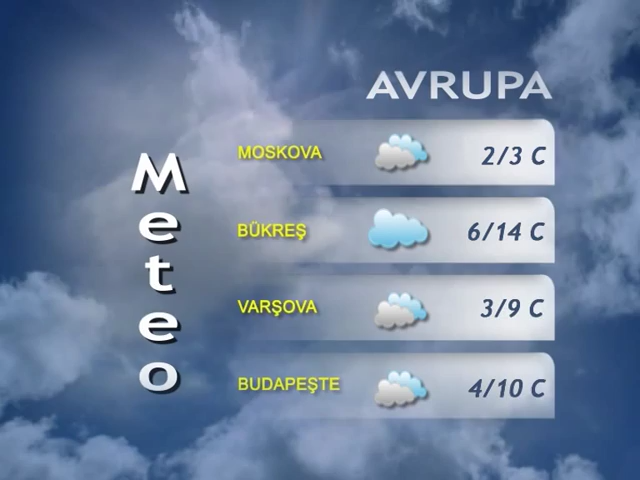 AVRUPA
Meteo
MOSKOVA 2/3 C
BÜKREŞ 6/14 C
VARŞOVA 3/9 C
BUDAPEŞTE 4/10 C